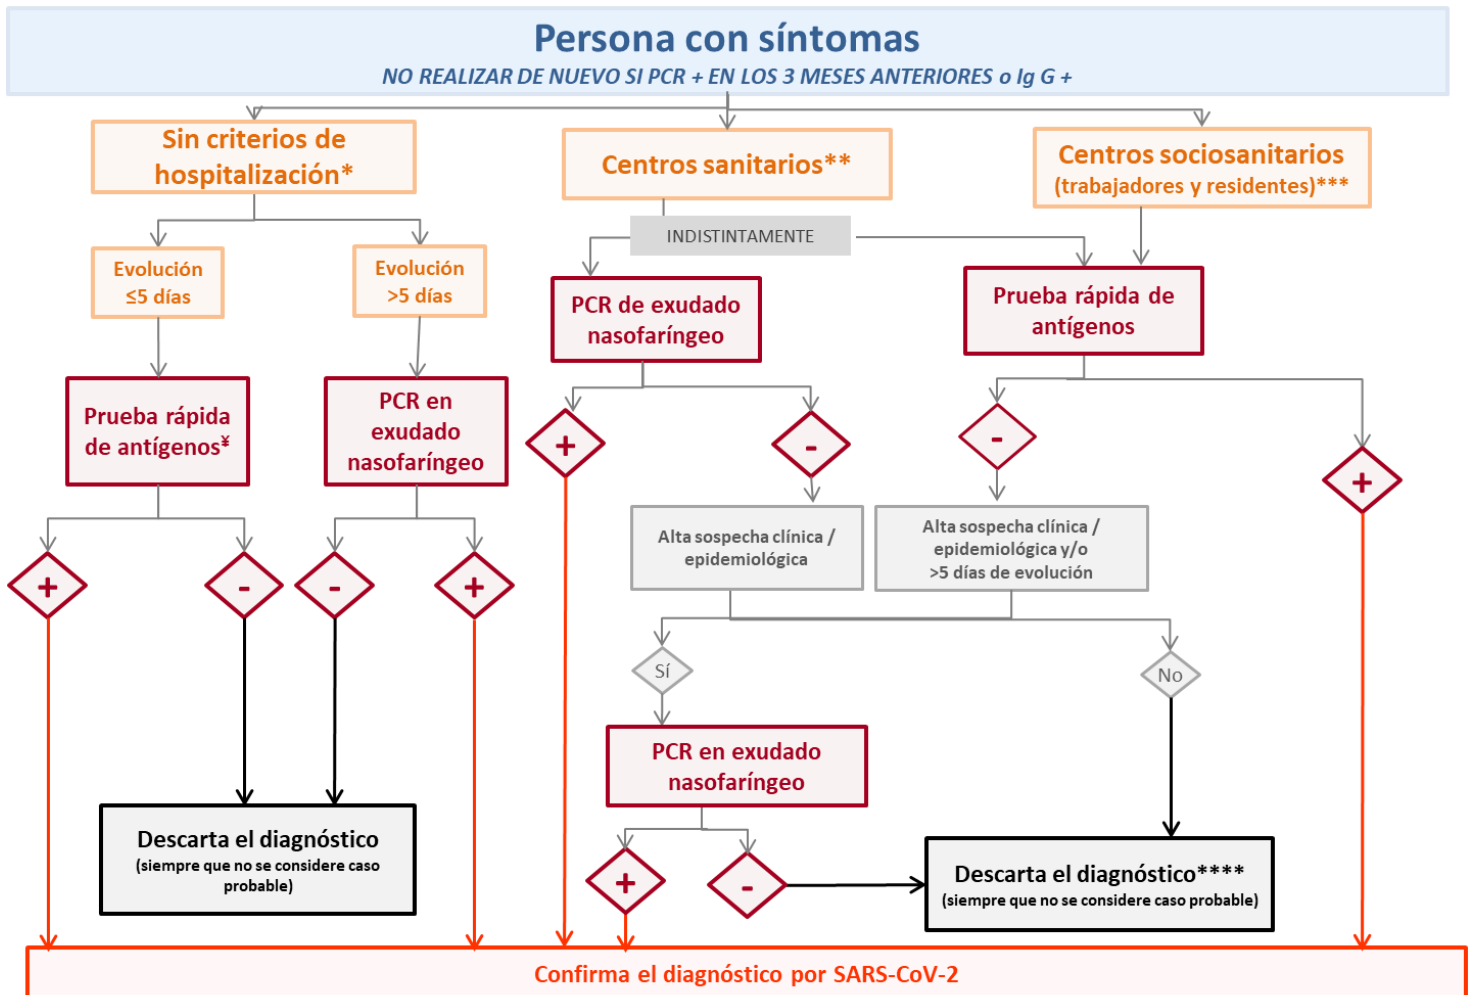 Persona con síntomas
NO REALIZAR DE NUEVO SI PCR + EN LOS 3 MESES ANTERIORES o Ig G +
Sin criterios de
hospitalización*
Centros sanitarios**
Centros sociosanitarios
(trabajadores y residentes)***
INDISTINTAMENTE
Evolución
≤5 días
Evolución
>5 días
PCR de exudado
nasofaríngeo
Prueba rápida de
antígenos
Prueba rápida
de antígenos¥
PCR en
exudado
nasofaríngeo
+
-
-
+
+
-
-
+
Alta sospecha clínica /
epidemiológica
Alta sospecha clínica /
epidemiológica y/o
>5 días de evolución
Sí
No
PCR en exudado
nasofaríngeo
+
-
Descarta el diagnóstico
(siempre que no se considere caso
probable)
Descarta el diagnóstico****
(siempre que no se considere caso probable)
Confirma el diagnóstico por SARS-CoV-2